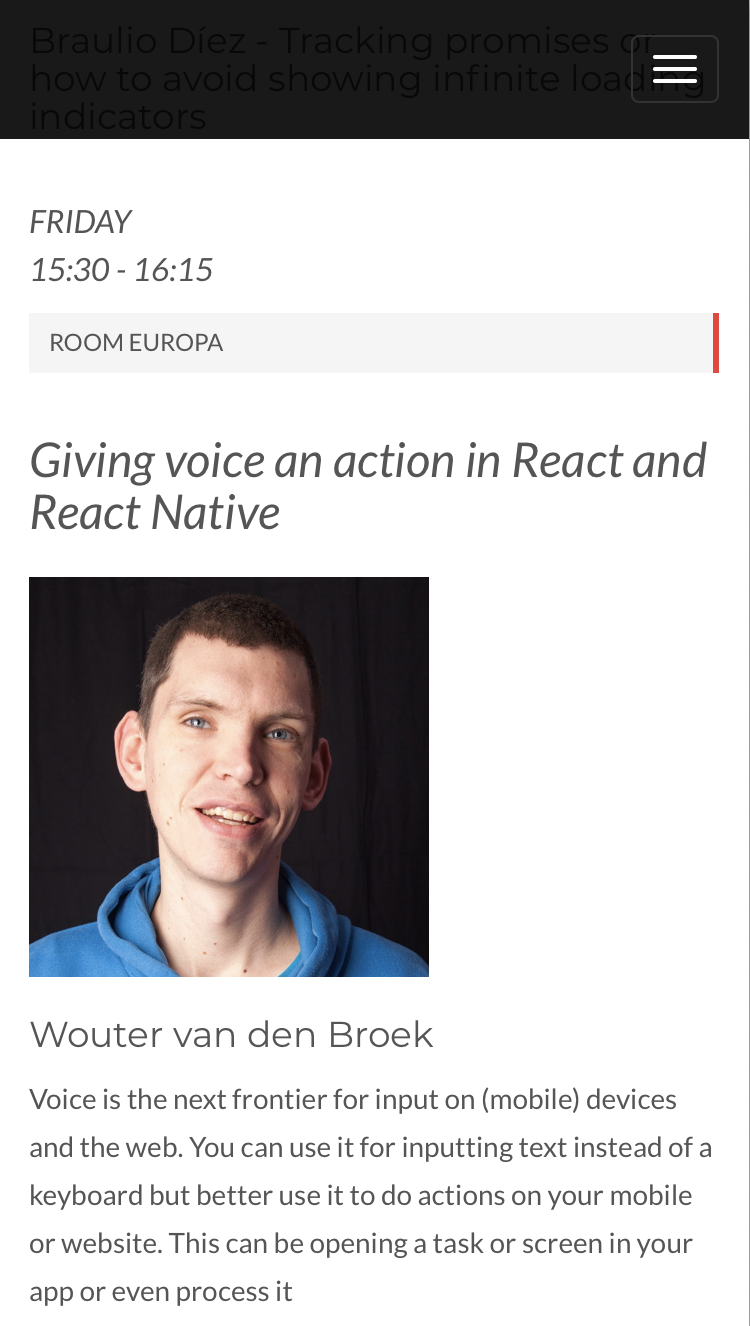 Braulio Díez - Tracking promises or
how to avoid showing infinite loading
indicators
FRIDAY
15:30 - 16:15
ROOM EUROPA
Giving voice an action in React and
React Native
Wouter van den Broek
Voice is the next frontier for input on (mobile) devices
and the web. You can use it for inputting text instead of a
keyboard but better use it to do actions on your mobile
or website. This can be opening a task or screen in your
app or even process it